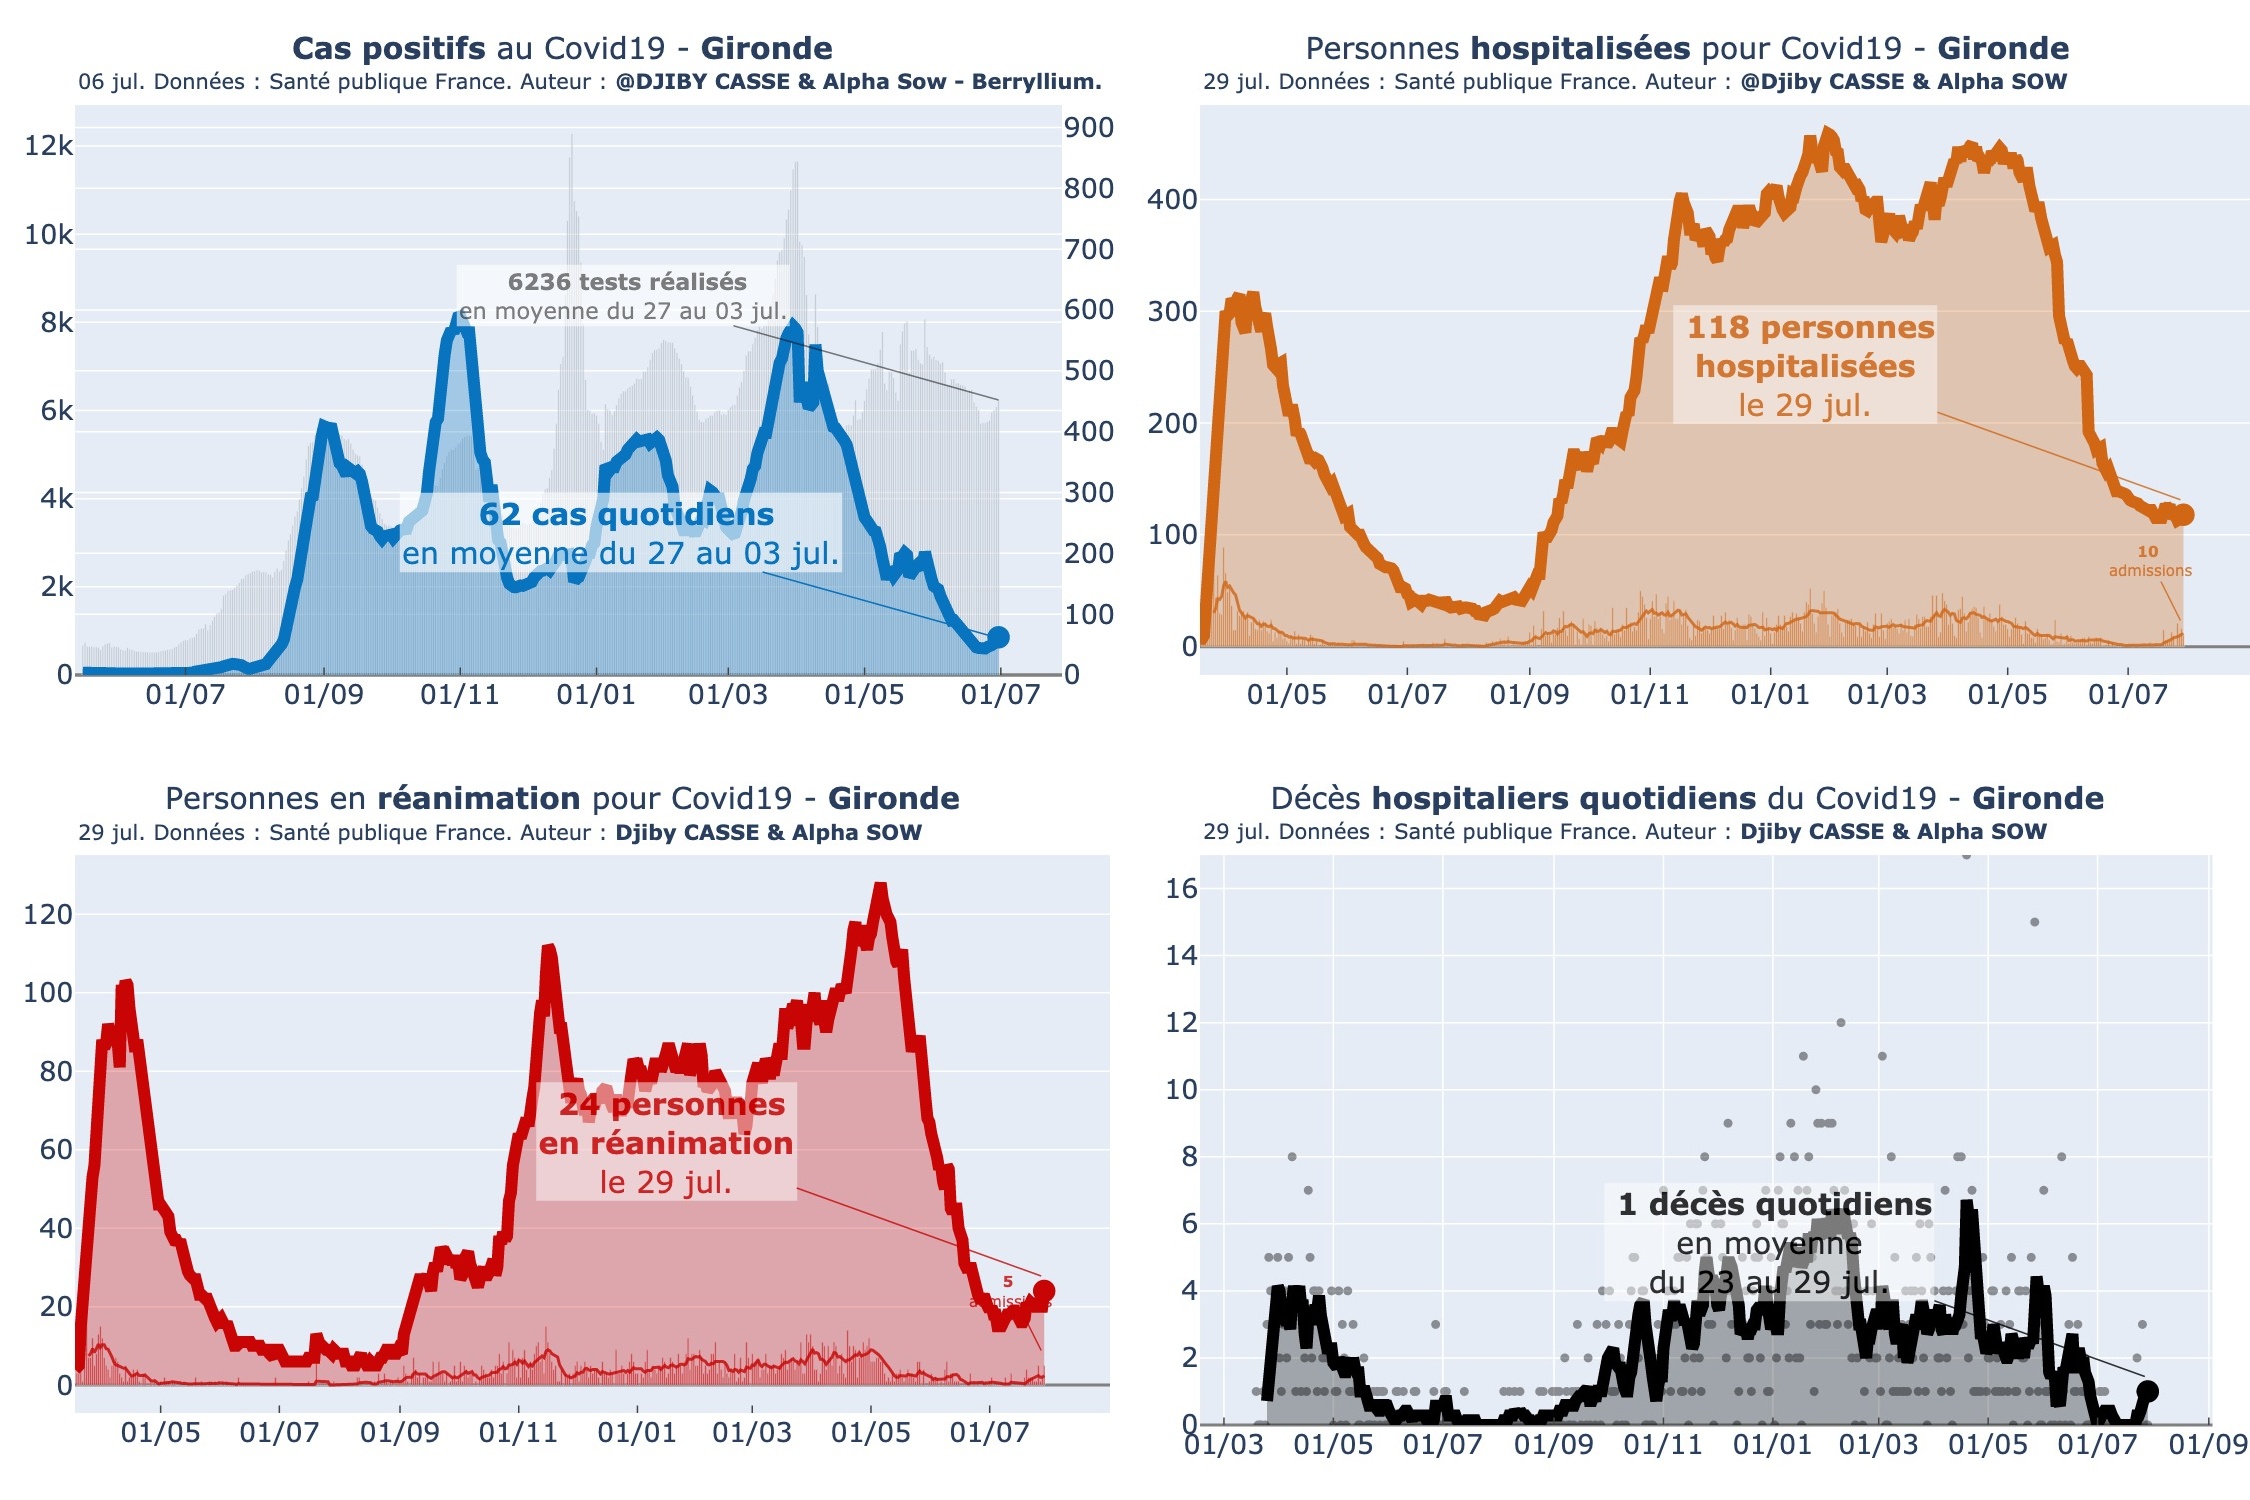 Cas positifs au Covid19 - Gironde
06 jul. Données : Santé publique France. Auteur : @DJIBY CASSE & Alpha Sow - Berryllium.
12k
10k
8k
6k
4k
2k
0
900
800
700
600
500
400
300
200
100
0
6236 tests réalisés
en moyenne du 27 au 03 jul.
62 cas quotidiens
en moyenne du 27 au 03 jul.
01/07 01/09 01/11 01/01 01/03 01/05 01/07
Personnes hospitalisées pour Covid19 - Gironde
29 jul. Données : Santé publique France. Auteur : @Djiby CASSE & Alpha SOW
400
300
200
100
0
118 personnes
hospitalisées
le 29 jul.
10
admissions
01/05 01/07 01/09 01/11 01/01 01/03 01/05 01/07
Personnes en réanimation pour Covid19 - Gironde
29 jul. Données : Santé publique France. Auteur : Djiby CASSE & Alpha SOW
120
100
80
60
40
20
0
24 personnes
en réanimation
le 29 jul.
5
admissions
01/05 01/07 01/09 01/11 01/01 01/03 01/05 01/07
Décès hospitaliers quotidiens du Covid19 - Gironde
29 jul. Données : Santé publique France. Auteur : Djiby CASSE & Alpha SOW
16
14
12
10
8
6
4
2
0
1 décès quotidiens
en moyenne
du 23 au 29 jul.
01/03 01/05 01/07 01/09 01/11 01/01 01/03 01/05 01/07 01/09